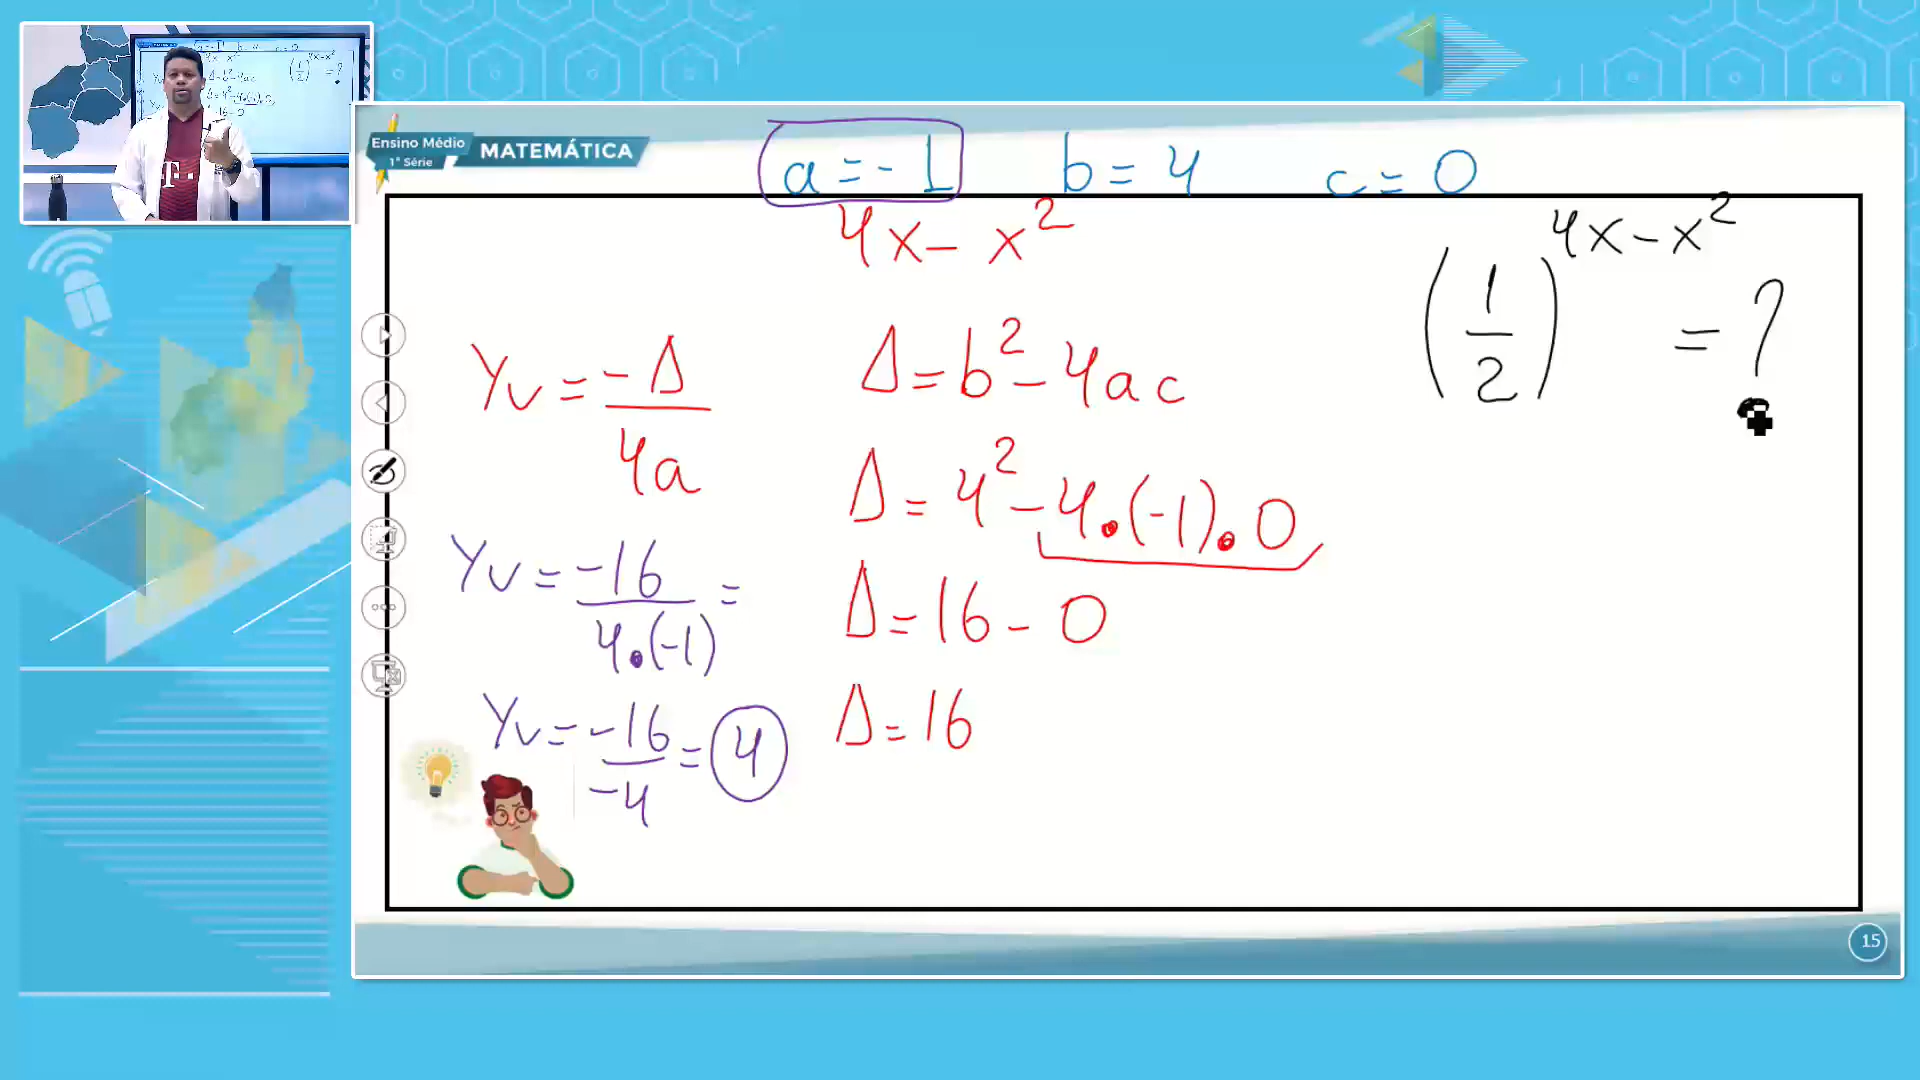 Ensino Médio
1ª Série
MATEMÁTICA
a = -1 b = 4 c = 0
4x - x²
(1/2)^(4x - x²) = ?
Yv = -Δ/4a
Δ = b² - 4ac
Δ = 4² - 4.(-1).0
Yv = -16/4.(-1) =
Δ = 16 - 0
Yv = -16/-4 = 4
Δ = 16
15